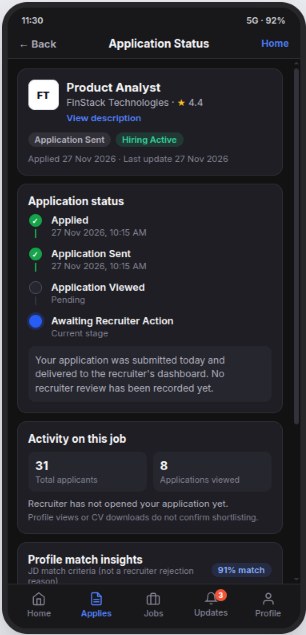 11:30
5G · 92%
← Back
Application Status
Home
FT
Product Analyst
FinStack Technologies · ★ 4.4
View description
Application Sent
Hiring Active
Applied 27 Nov 2026 · Last update 27 Nov 2026
Application status
Applied
27 Nov 2026, 10:15 AM
Application Sent
27 Nov 2026, 10:15 AM
Application Viewed
Pending
Awaiting Recruiter Action
Current stage
Your application was submitted today and
delivered to the recruiter's dashboard. No
recruiter review has been recorded yet.
Activity on this job
31
Total applicants
8
Applications viewed
Recruiter has not opened your application yet.
Profile views or CV downloads do not confirm shortlisting.
Profile match insights
JD match criteria (not a recruiter rejection
reason)
91% match
Home
Applies
Jobs
3
Updates
Profile